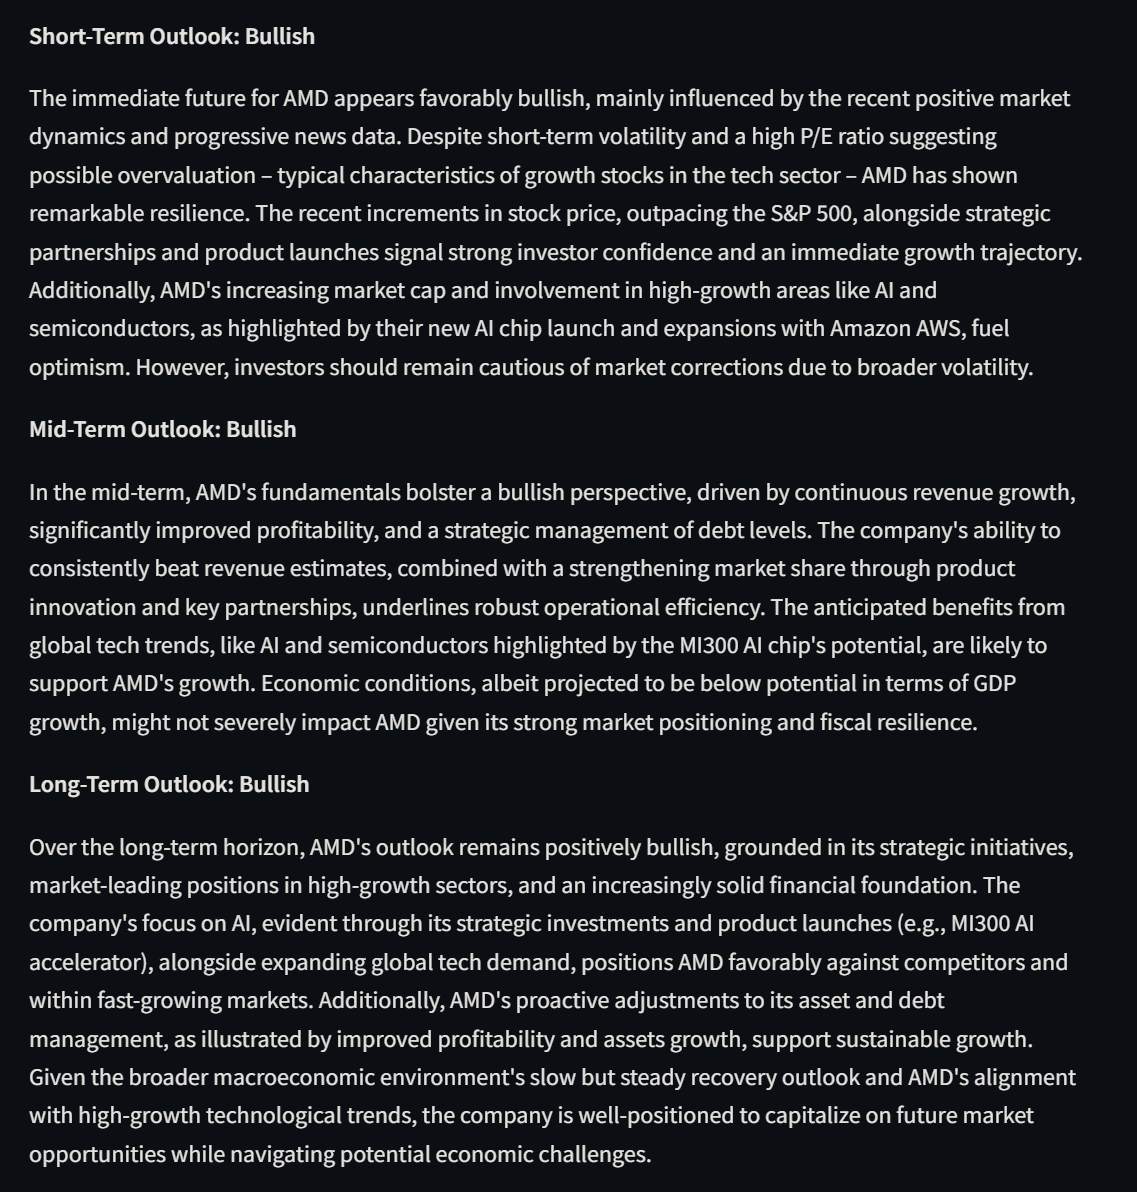 Short-Term Outlook: Bullish
The immediate future for AMD appears favorably bullish, mainly influenced by the recent positive market
dynamics and progressive news data. Despite short-term volatility and a high P/E ratio suggesting
possible overvaluation – typical characteristics of growth stocks in the tech sector – AMD has shown
remarkable resilience. The recent increments in stock price, outpacing the S&P 500, alongside strategic
partnerships and product launches signal strong investor confidence and an immediate growth trajectory.
Additionally, AMD's increasing market cap and involvement in high-growth areas like AI and
semiconductors, as highlighted by their new AI chip launch and expansions with Amazon AWS, fuel
optimism. However, investors should remain cautious of market corrections due to broader volatility.
Mid-Term Outlook: Bullish
In the mid-term, AMD's fundamentals bolster a bullish perspective, driven by continuous revenue growth,
significantly improved profitability, and a strategic management of debt levels. The company's ability to
consistently beat revenue estimates, combined with a strengthening market share through product
innovation and key partnerships, underlines robust operational efficiency. The anticipated benefits from
global tech trends, like AI and semiconductors highlighted by the MI300 AI chip's potential, are likely to
support AMD's growth. Economic conditions, albeit projected to be below potential in terms of GDP
growth, might not severely impact AMD given its strong market positioning and fiscal resilience.
Long-Term Outlook: Bullish
Over the long-term horizon, AMD's outlook remains positively bullish, grounded in its strategic initiatives,
market-leading positions in high-growth sectors, and an increasingly solid financial foundation. The
company's focus on AI, evident through its strategic investments and product launches (e.g., MI300 AI
accelerator), alongside expanding global tech demand, positions AMD favorably against competitors and
within fast-growing markets. Additionally, AMD's proactive adjustments to its asset and debt
management, as illustrated by improved profitability and assets growth, support sustainable growth.
Given the broader macroeconomic environment's slow but steady recovery outlook and AMD's alignment
with high-growth technological trends, the company is well-positioned to capitalize on future market
opportunities while navigating potential economic challenges.